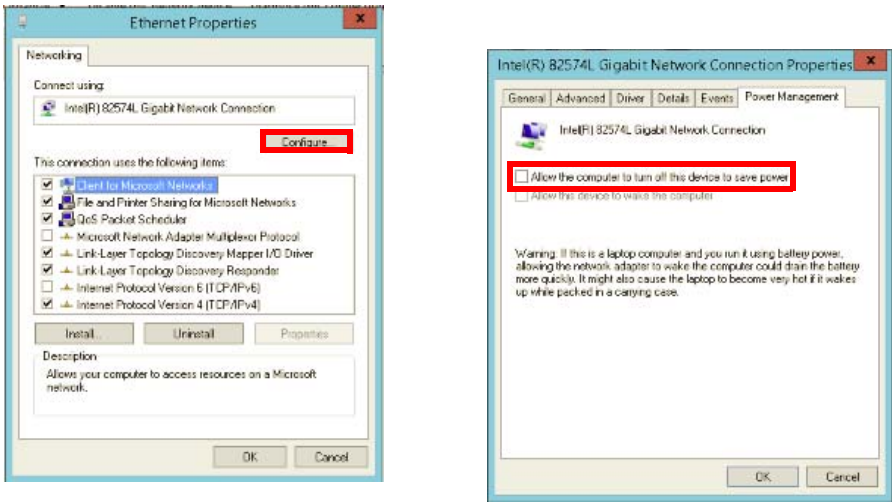 Ethernet Properties
x
Networking
Connect using:
Intel(R) 82574L Gigabit Network Connection
Configure...
This connection uses the following items:
Client for Microsoft Networks
File and Printer Sharing for Microsoft Networks
QoS Packet Scheduler
Microsoft Network Adapter Multiplexor Protocol
Link-Layer Topology Discovery Mapper I/O Driver
Link-Layer Topology Discovery Responder
Internet Protocol Version 6 (TCP/IPv6)
Internet Protocol Version 4 (TCP/IPv4)
Install...
Uninstall
Properties
Description
Allows your computer to access resources on a Microsoft
network.
OK
Cancel
Intel(R) 82574L Gigabit Network Connection Properties
x
General
Advanced
Driver
Details
Events
Power Management
Intel(R) 82574L Gigabit Network Connection
Allow the computer to turn off this device to save power
Allow this device to wake the computer
Warning: If this is a laptop computer and you run it using battery power,
allowing the network adapter to wake the computer could drain the battery
more quickly. It might also cause the laptop to become very hot if it wakes
up while packed in a carrying case.
OK
Cancel